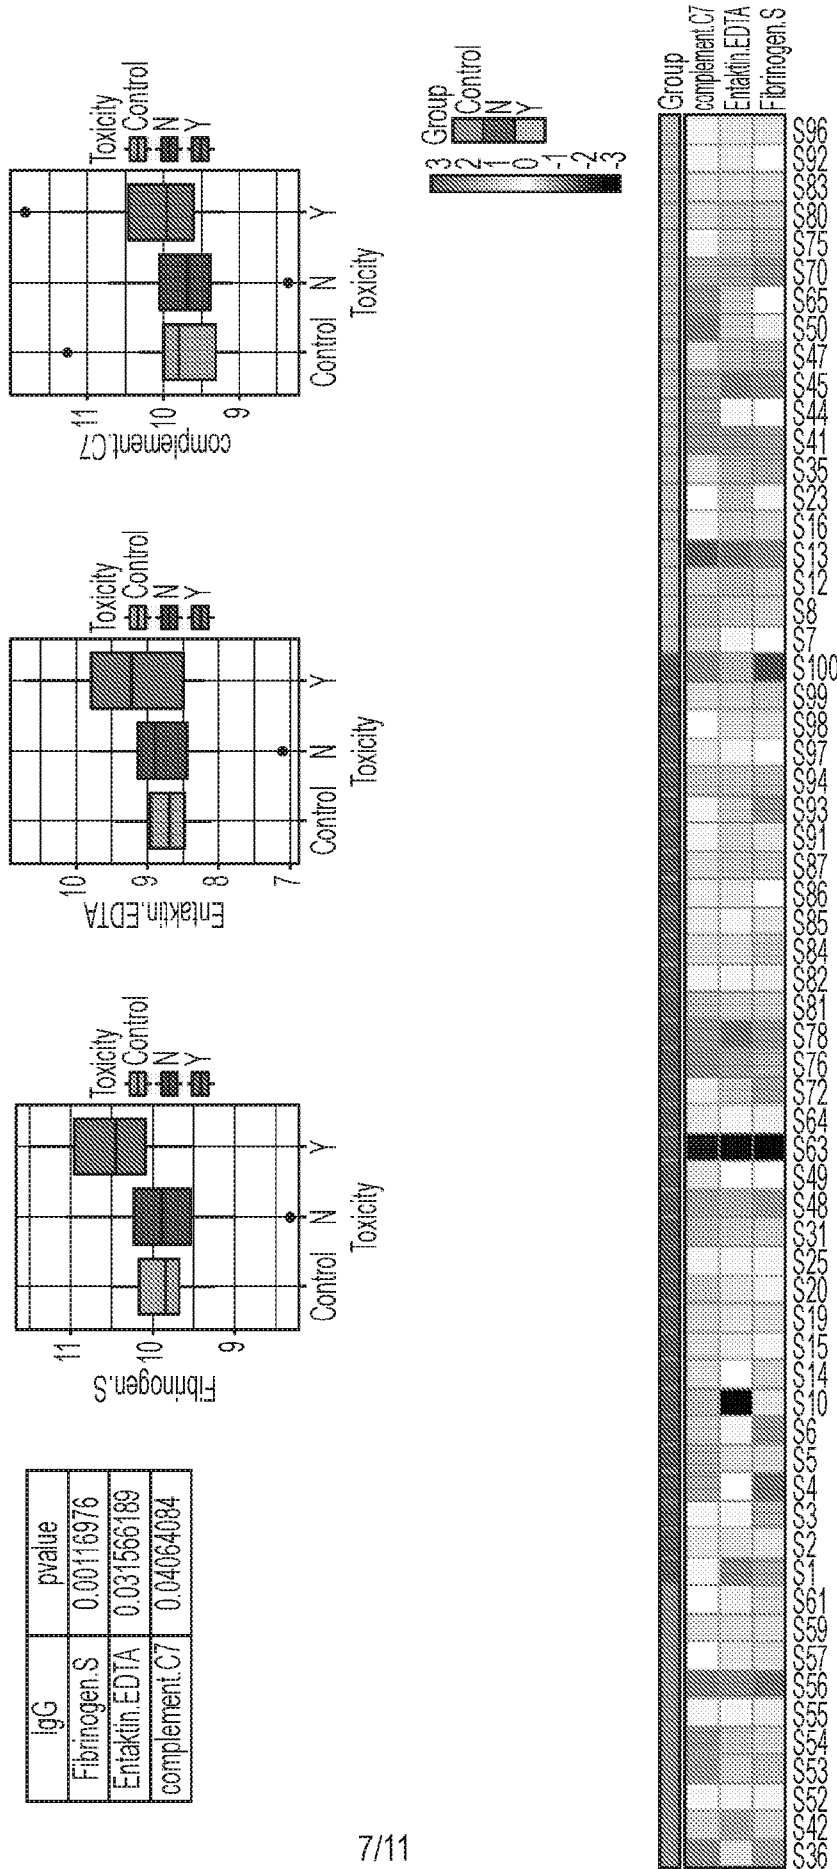 IgG pvalue
Fibrinogen.S 0.00116976
Entaktin.EDTA 0.031566189
complement.C7 0.04064084
Fibrinogen.S
11
10
9
Control N Y
Toxicity
Toxicity
Control
N
Y
Entaktin.EDTA
10
9
8
7
Control N Y
Toxicity
Toxicity
Control
N
Y
complement.C7
11
10
9
Control N Y
Toxicity
Toxicity
Control
N
Y
3
2
1
0
-1
-2
-3
Group
Control
N
Y
Group
complement.C7
Entaktin.EDTA
Fibrinogen.S
S36 S42 S52 S53 S54 S55 S56 S57 S59 S61 S1 S2 S3 S4 S5 S6 S10 S14 S15 S19 S20 S25 S31 S48 S49 S63 S64 S72 S76 S78 S81 S82 S84 S85 S86 S87 S91 S93 S94 S97 S98 S99 S100 S7 S8 S12 S13 S16 S23 S35 S41 S44 S45 S47 S50 S65 S70 S75 S80 S83 S92 S96
7/11